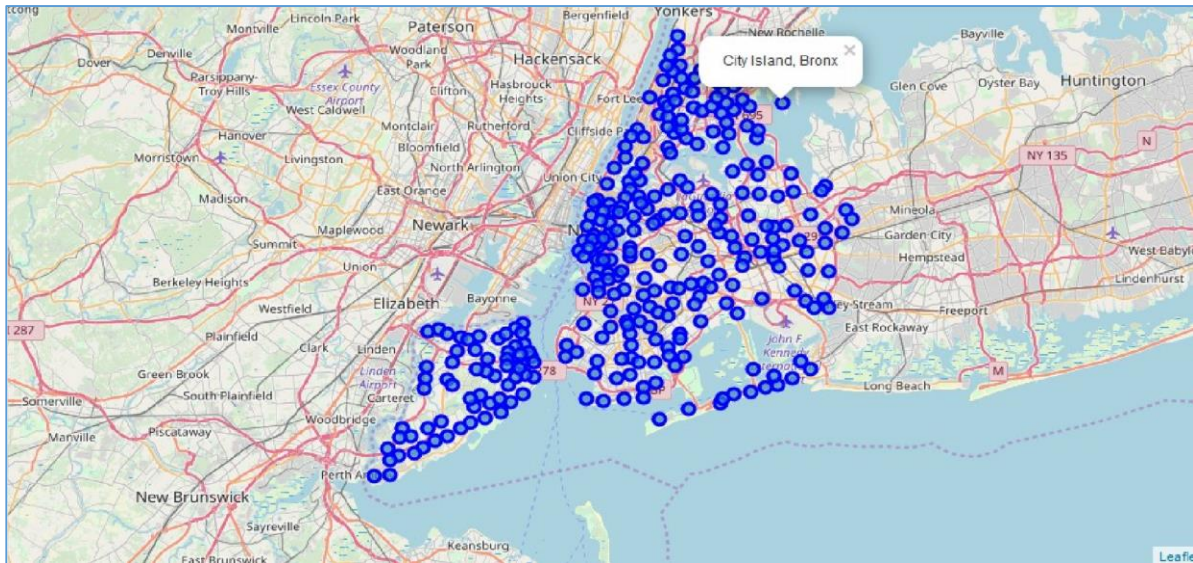 Lincoln Park
Paterson
Bergenfield
Yonkers
New Rochelle
Bayville
Montville
Woodland Park
Hackensack
City Island, Bronx
×
Huntington
Denville
Parsippany-
Troy Hills
Essex County
Airport
Hasbrouck
Heights
Glen Cove
Oyster Bay
Dover
West Caldwell
Clifton
Fort Lee
695
Hanover
Montclair
Rutherford
Cliffside
N
Morristown
Livingston
Bloomfield
North Arlington
NY 135
East Orange
Union City
Madison
Newark
Mineola
Maplewood
Garden City
Summit
Hempstead
West Babylon
Union
Lindenhurst
Berkeley Heights
Elizabeth
Bayonne
NY 2
Freeport
Westfield
East Rockaway
I 287
Plainfield
Clark
Linden
John F
Kennedy
Linden
Airport
278
M
Green Brook
Long Beach
Somerville
South Plainfield
Carteret
Woodbridge
Manville
Piscataway
Perth
New Brunswick
Sayreville
Keansburg
East Brunswick
Leafle